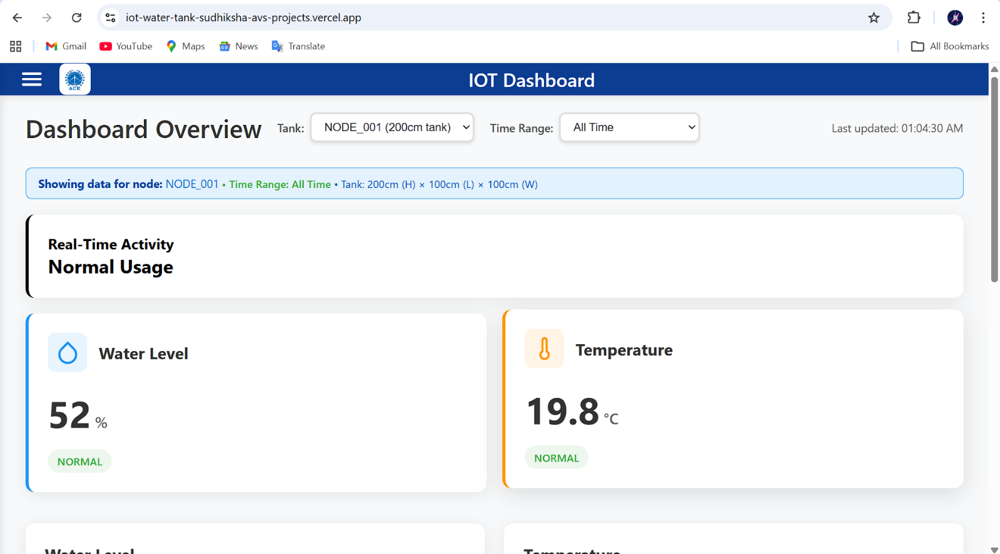 iot-water-tank-sudhiksha-avs-projects.vercel.app
Gmail YouTube Maps News Translate All Bookmarks
ACE IOT Dashboard
Dashboard Overview Tank: NODE_001 (200cm tank) Time Range: All Time Last updated: 01:04:30 AM
Showing data for node: NODE_001 • Time Range: All Time • Tank: 200cm (H) × 100cm (L) × 100cm (W)
Real-Time Activity
Normal Usage
Water Level
52 %
NORMAL
Temperature
19.8 °C
NORMAL
Water Level
Temperature